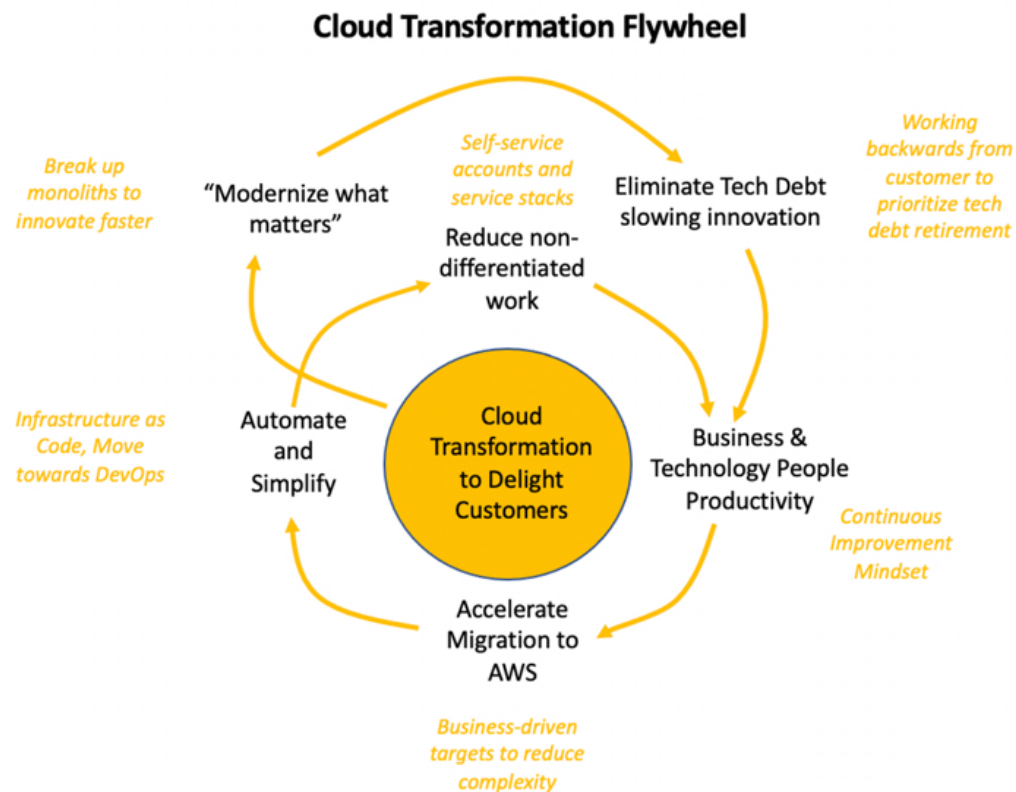 Cloud Transformation Flywheel
Break up
monoliths to
innovate faster
“Modernize what
matters”
Self-service
accounts and
service stacks
Reduce non-
differentiated
work
Eliminate Tech Debt
slowing innovation
Working
backwards from
customer to
prioritize tech
debt retirement
Infrastructure as
Code, Move
towards DevOps
Automate
and
Simplify
Cloud
Transformation
to Delight
Customers
Business &
Technology People
Productivity
Continuous
Improvement
Mindset
Accelerate
Migration to
AWS
Business-driven
targets to reduce
complexity